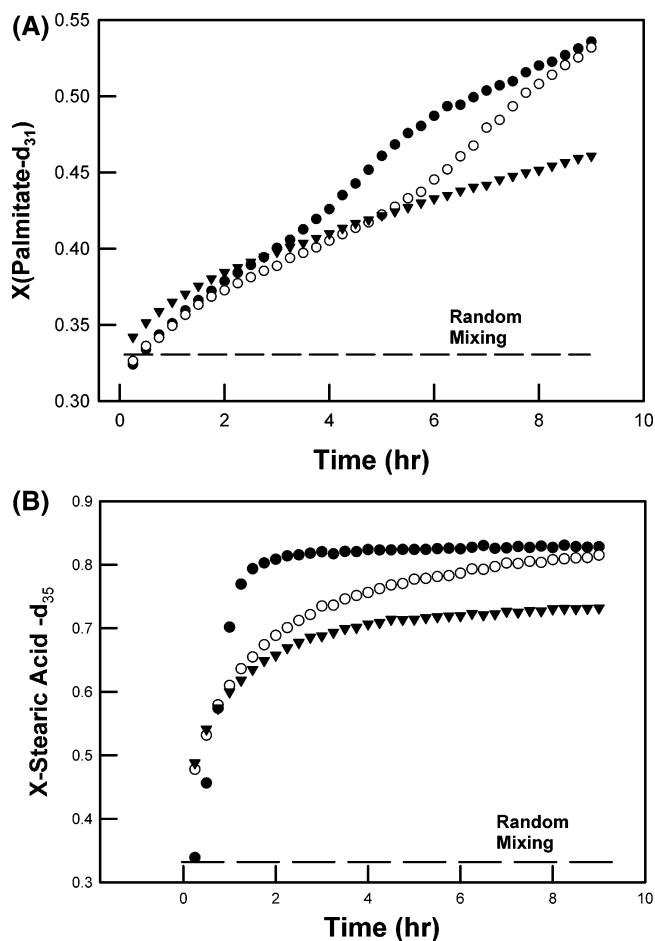 (A)
0.55
0.50
0.45
0.40
0.35
0.30
X(Palmitate-d31)
Random
Mixing
0 2 4 6 8 10
Time (hr)
(B)
0.9
0.8
0.7
0.6
0.5
0.4
0.3
X-Stearic Acid -d35
Random
Mixing
0 2 4 6 8 10
Time (hr)